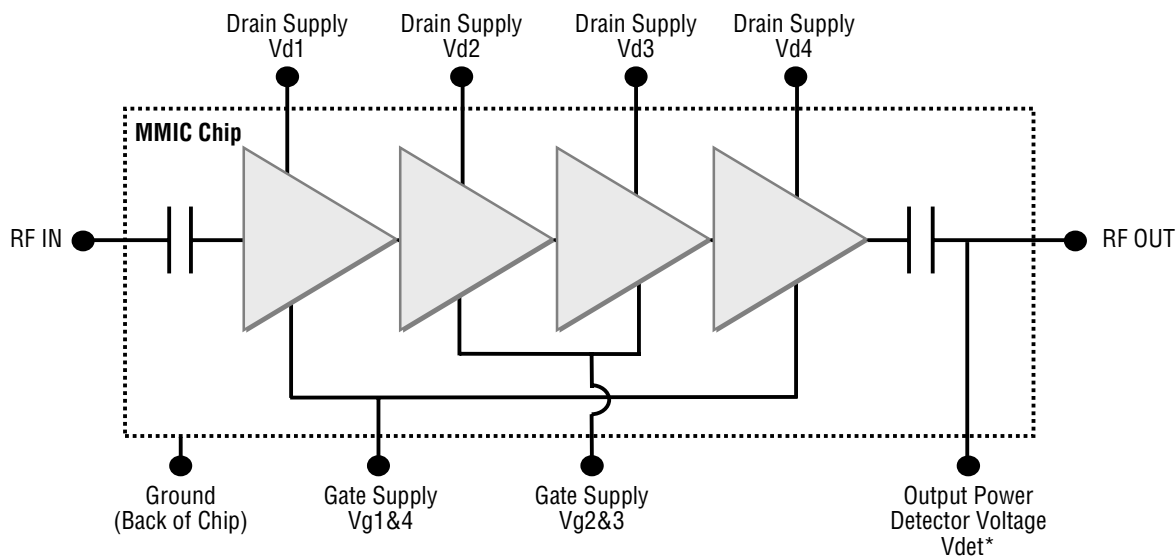 Drain Supply
Vd1
Drain Supply
Vd2
Drain Supply
Vd3
Drain Supply
Vd4
MMIC Chip
RF IN
RF OUT
Ground
(Back of Chip)
Gate Supply
Vg1&4
Gate Supply
Vg2&3
Output Power
Detector Voltage
Vdet*